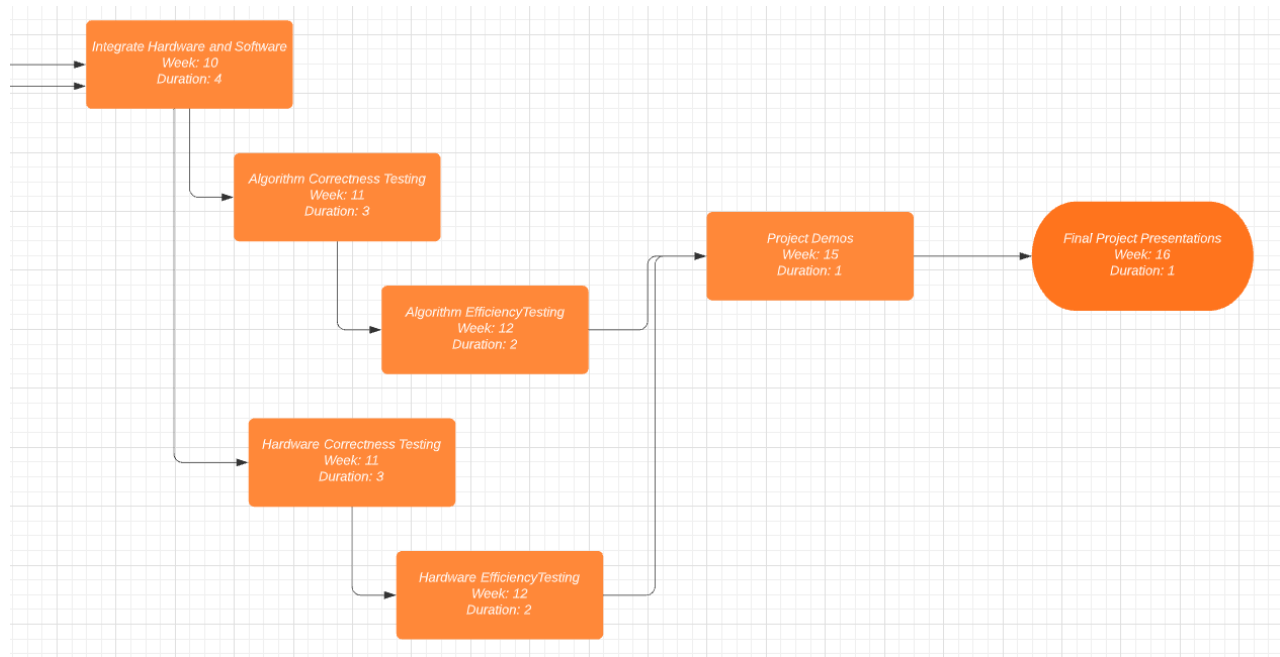 Integrate Hardware and Software
Week: 10
Duration: 4
Algorithm Correctness Testing
Week: 11
Duration: 3
Algorithm EfficiencyTesting
Week: 12
Duration: 2
Hardware Correctness Testing
Week: 11
Duration: 3
Hardware EfficiencyTesting
Week: 12
Duration: 2
Project Demos
Week: 15
Duration: 1
Final Project Presentations
Week: 16
Duration: 1